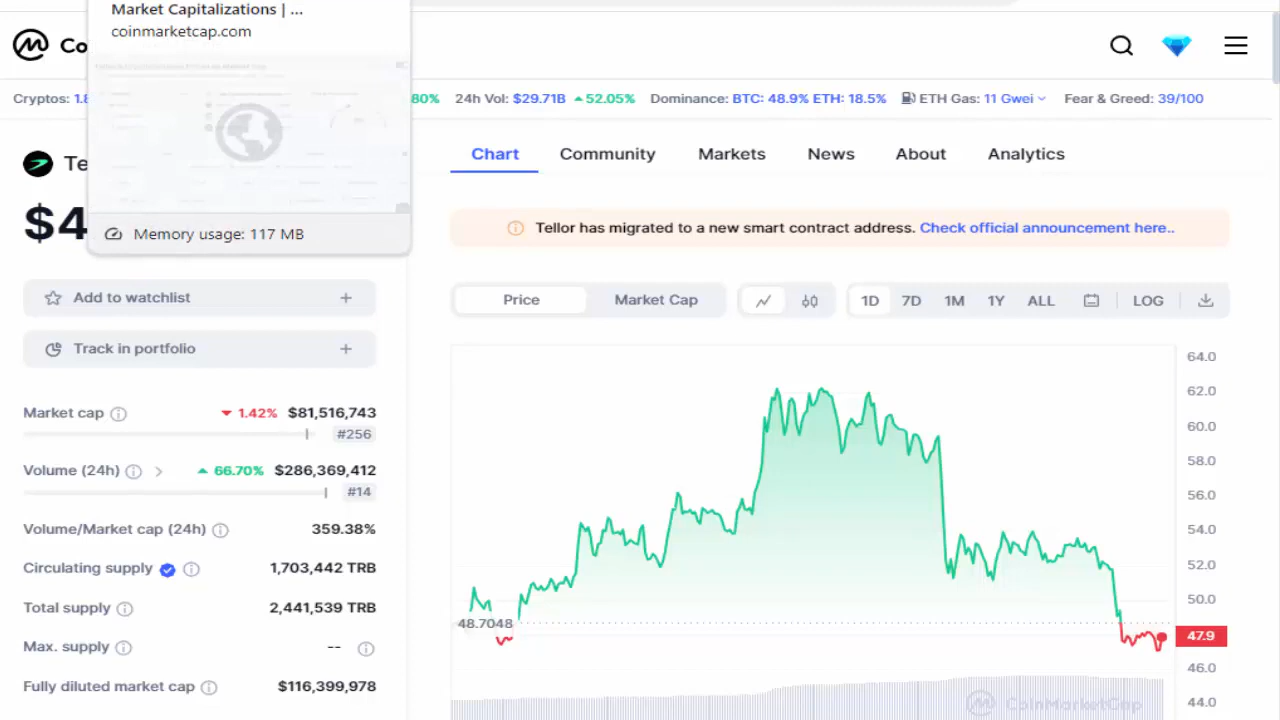 Market Capitalizations | ...
coinmarketcap.com
Co
Cryptos: 1.8
80% 24h Vol: $29.71B 52.05% Dominance: BTC: 48.9% ETH: 18.5% ETH Gas: 11 Gwei Fear & Greed: 39/100
Te
$4
Memory usage: 117 MB
Chart Community Markets News About Analytics
Tellor has migrated to a new smart contract address. Check official announcement here..
Add to watchlist +
Track in portfolio +
Price Market Cap 1D 7D 1M 1Y ALL LOG
Market cap 1.42% $81,516,743
#256
Volume (24h) 66.70% $286,369,412
#14
Volume/Market cap (24h) 359.38%
Circulating supply 1,703,442 TRB
Total supply 2,441,539 TRB
Max. supply --
Fully diluted market cap $116,399,978
64.0
62.0
60.0
58.0
56.0
54.0
52.0
50.0
48.7048
47.9
46.0
44.0
CoinMarketCap